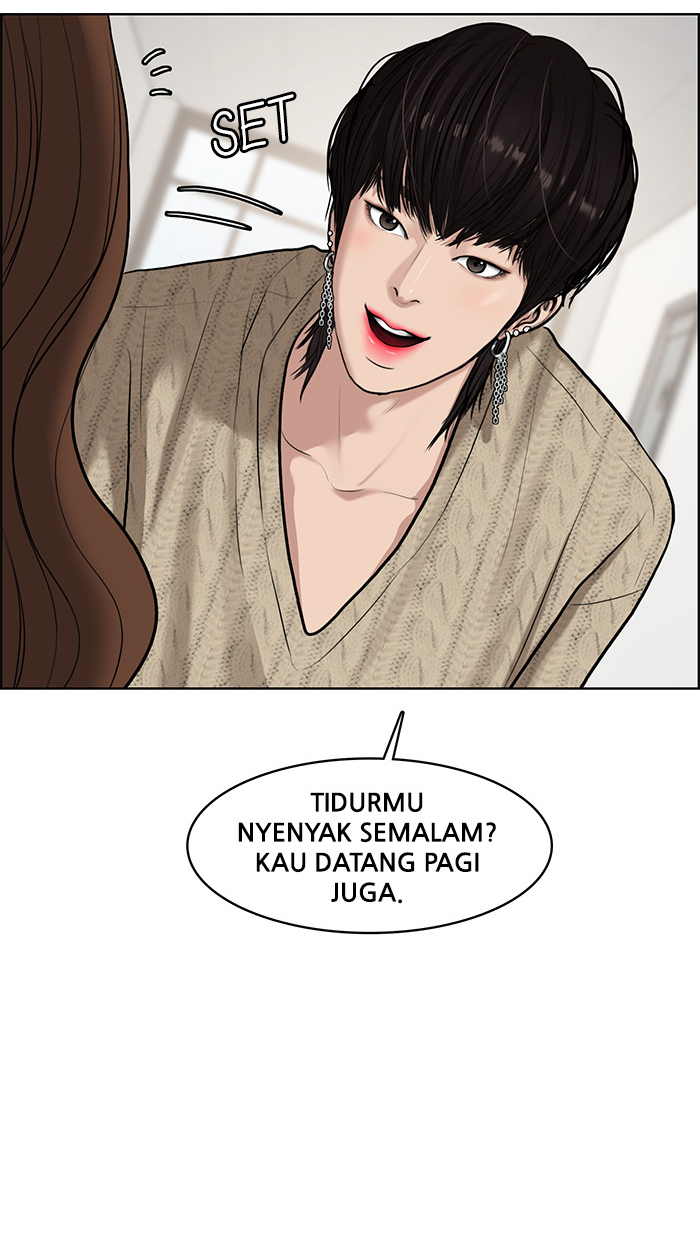 SET
TIDURMU
NYENYAK SEMALAM?
KAU DATANG PAGI
JUGA.